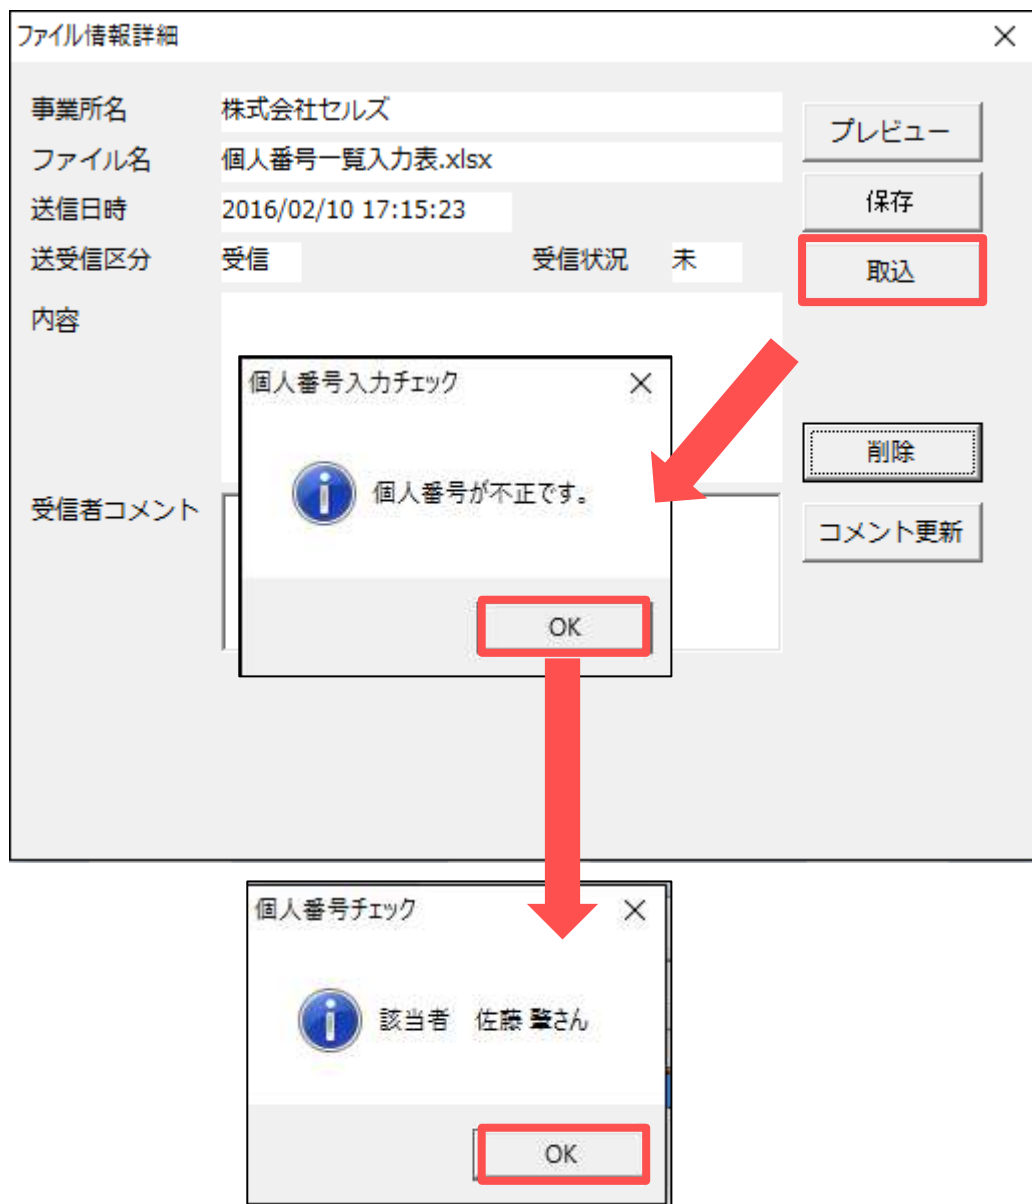 ファイル情報詳細
事業所名 株式会社セルズ
プレビュー
ファイル名 個人番号一覧入力表.xlsx
送信日時 2016/02/10 17:15:23
保存
送受信区分 受信 受信状況 未
取込
内容
個人番号入力チェック
個人番号が不正です。
削除
受信者コメント
コメント更新
OK
個人番号チェック
該当者 佐藤 肇さん
OK